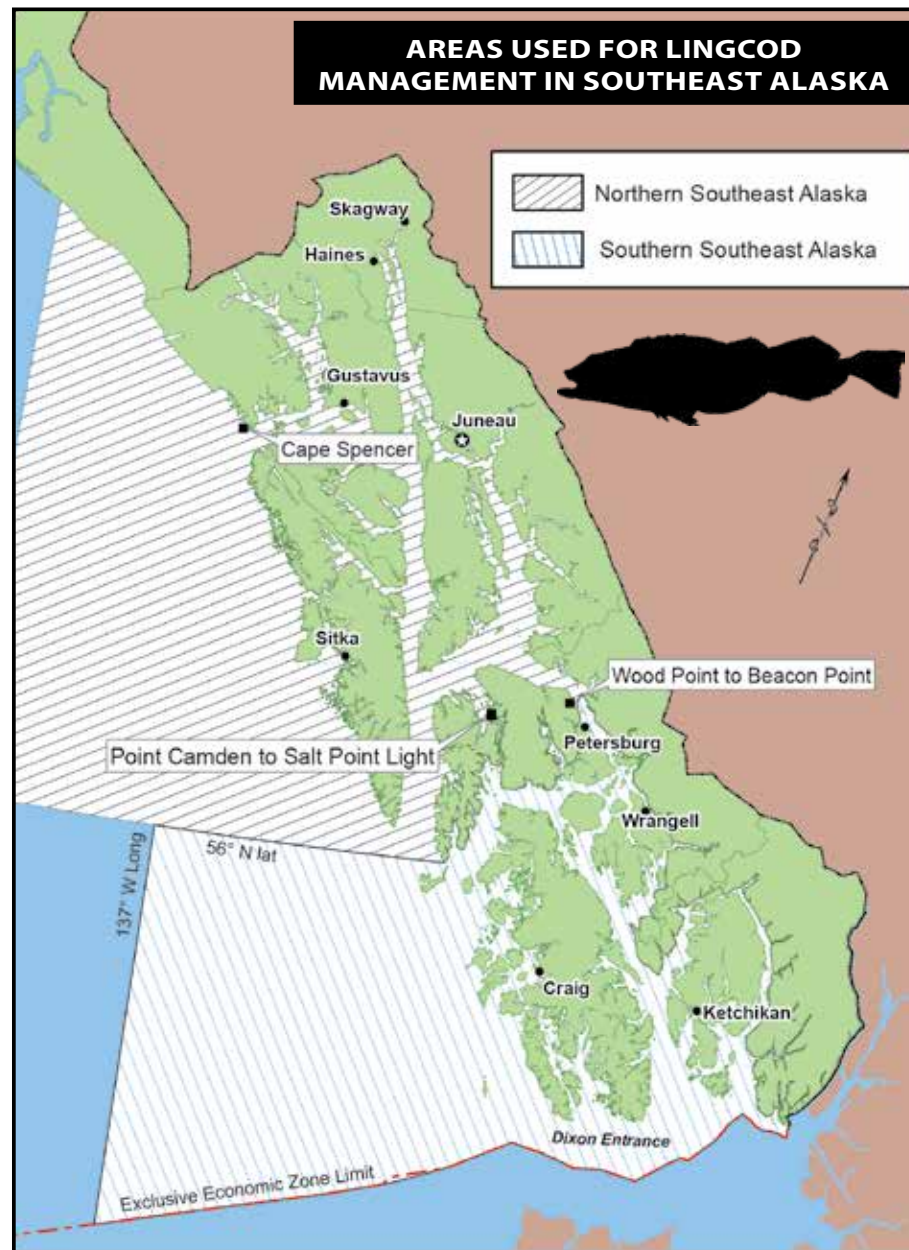 AREAS USED FOR LINGCOD
MANAGEMENT IN SOUTHEAST ALASKA
Northern Southeast Alaska
Southern Southeast Alaska
Skagway
Haines
Gustavus
Juneau
Cape Spencer
Sitka
Wood Point to Beacon Point
Point Camden to Salt Point Light
Petersburg
Wrangell
56° N lat
137° W Long
Craig
Ketchikan
Dixon Entrance
Exclusive Economic Zone Limit